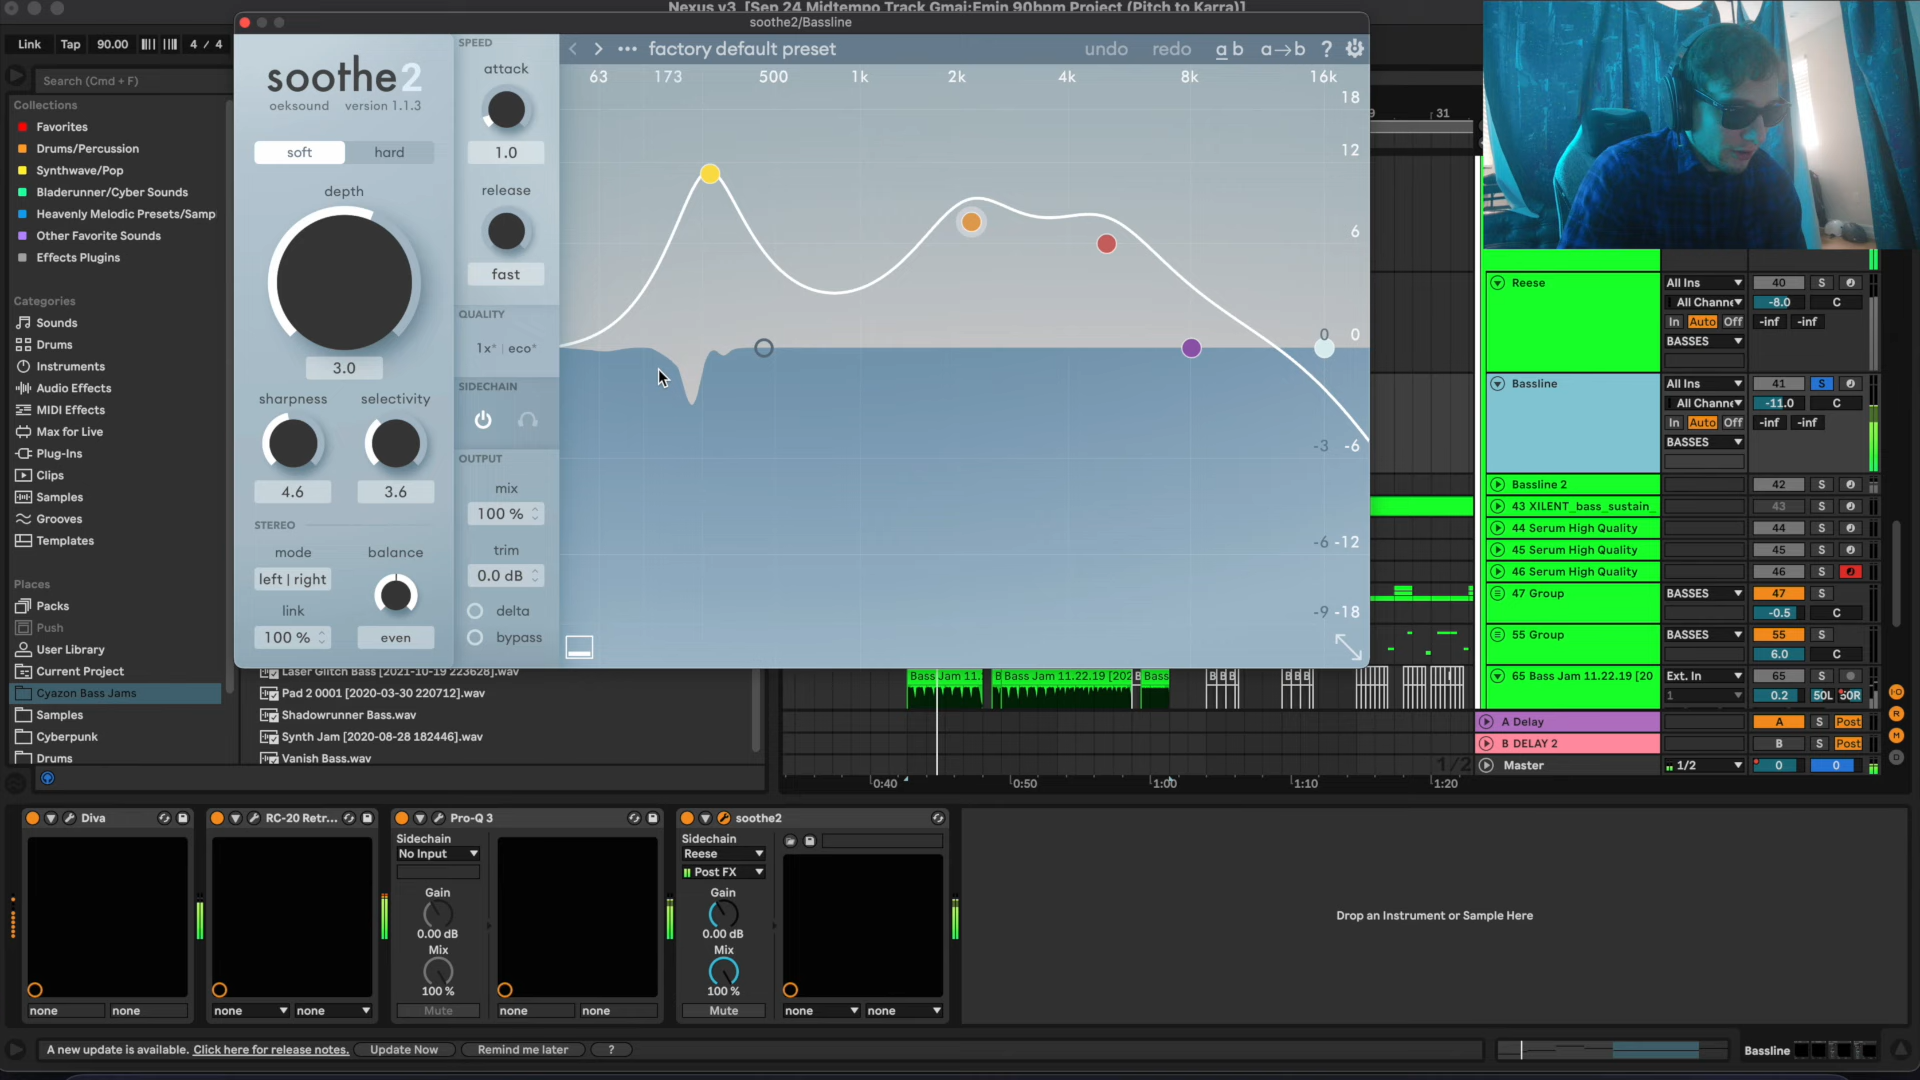 Nexus v3  [Sep 24 Midtempo Track Gmaj:Emin 90bpm Project (Pitch to Karra)]
soothe2/Bassline
Link Tap 90.00 4 / 4
Search (Cmd + F)
Collections
Favorites
Drums/Percussion
Synthwave/Pop
Bladerunner/Cyber Sounds
Heavenly Melodic Presets/Samp
Other Favorite Sounds
Effects Plugins
Categories
Sounds
Drums
Instruments
Audio Effects
MIDI Effects
Max for Live
Plug-Ins
Clips
Samples
Grooves
Templates
Places
Packs
Push
User Library
Current Project
Cyazon Bass Jams
Samples
Cyberpunk
Drums
soothe2
oeksound version 1.1.3
soft hard
depth
3.0
sharpness selectivity
4.6 3.6
STEREO
mode balance
left | right
link
100 % even
SPEED
attack
1.0
release
fast
QUALITY
1x* | eco*
SIDECHAIN
OUTPUT
mix
100 %
trim
0.0 dB
delta
bypass
factory default preset undo redo a b a→b ?
63 173 500 1k 2k 4k 8k 16k
18
12
6
0 0
-3 -6
-6 -12
-9 -18
Laser Glitch Bass [2021-10-19 223628].wav
Pad 2 0001 [2020-03-30 220712].wav
Shadowrunner Bass.wav
Synth Jam [2020-08-28 182446].wav
Vanish Bass.wav
31
Reese All Ins 40 S
All Channe -8.0 C
In Auto Off -inf -inf
BASSES
Bassline All Ins 41 S
All Channe -11.0 C
In Auto Off -inf -inf
BASSES
Bassline 2 42 S
43 XILENT_bass_sustain_ 43 S
44 Serum High Quality 44 S
45 Serum High Quality 45 S
46 Serum High Quality 46 S
47 Group BASSES 47 S
-0.5 C
55 Group BASSES 55 S
6.0 C
Bass Jam 11. B Bass Jam 11.22.19 [202 B Bass B B B B B B
65 Bass Jam 11.22.19 [20 Ext. In 65 S
1 0.2 50L 50R
A Delay A S Post
B DELAY 2 B S Post
1/2 Master 1/2 0 0
0:40 0:50 1:00 1:10 1:20
Diva RC-20 Retr... Pro-Q 3 soothe2
Sidechain Sidechain
No Input Reese
Post FX
Gain Gain
0.00 dB 0.00 dB
Mix Mix
100 % 100 %
none none none none Mute none none Mute none none
Drop an Instrument or Sample Here
A new update is available. Click here for release notes. Update Now Remind me later ? Bassline